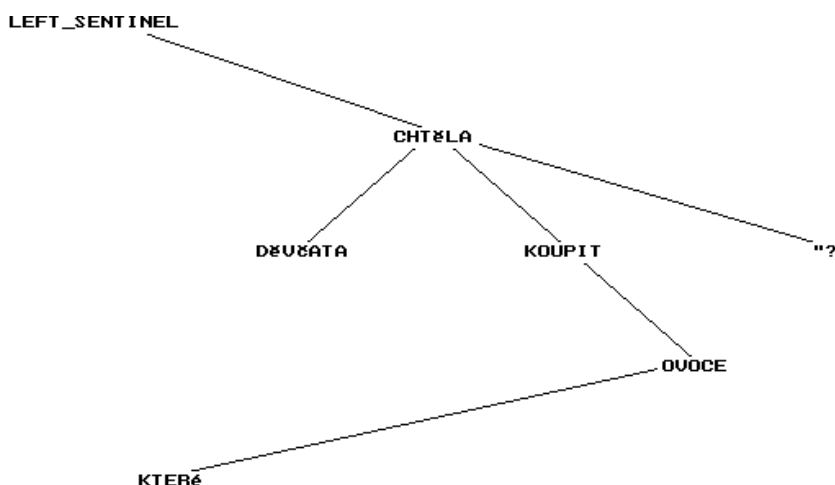 LEFT_SENTINEL
CHTěLA
DěVčATA KOUPIT "?
OVOCE
KTERé